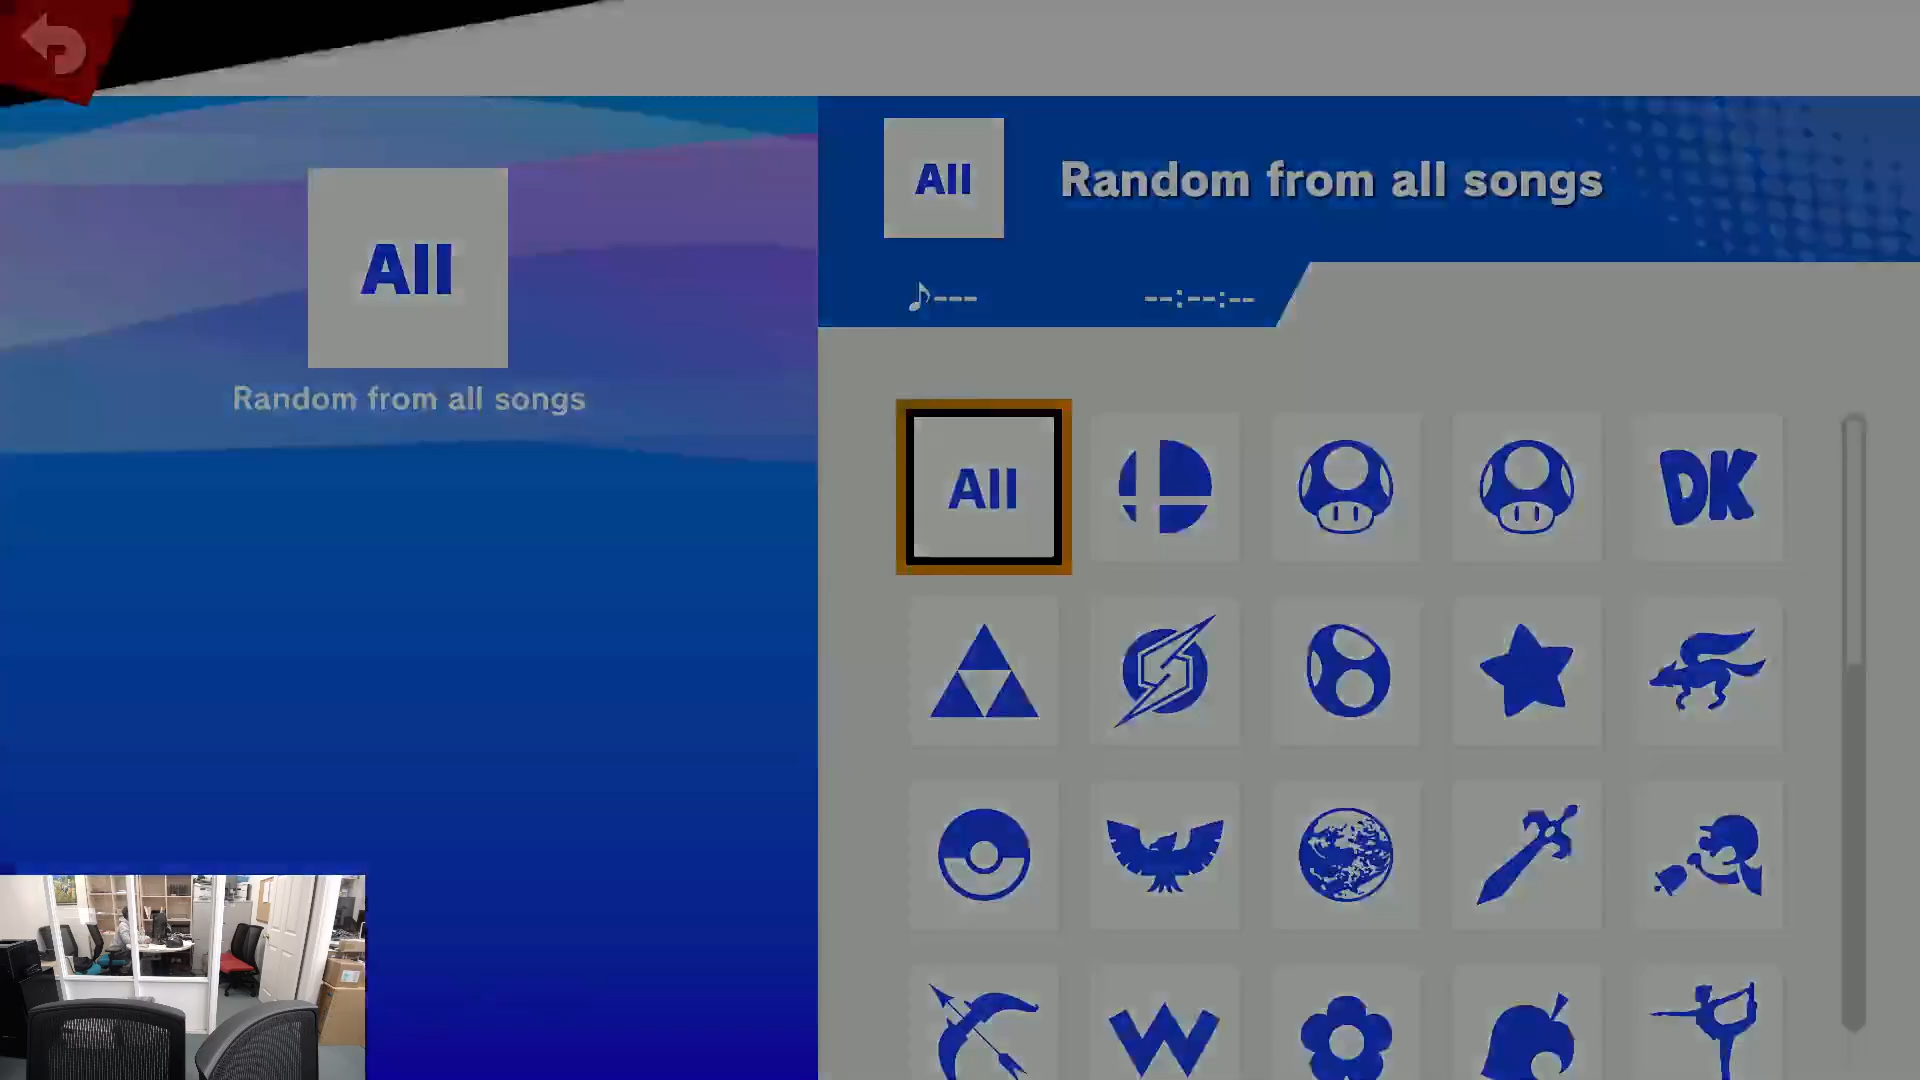 All
Random from all songs
♪---
--:--:--
All
Random from all songs
All
DK
W